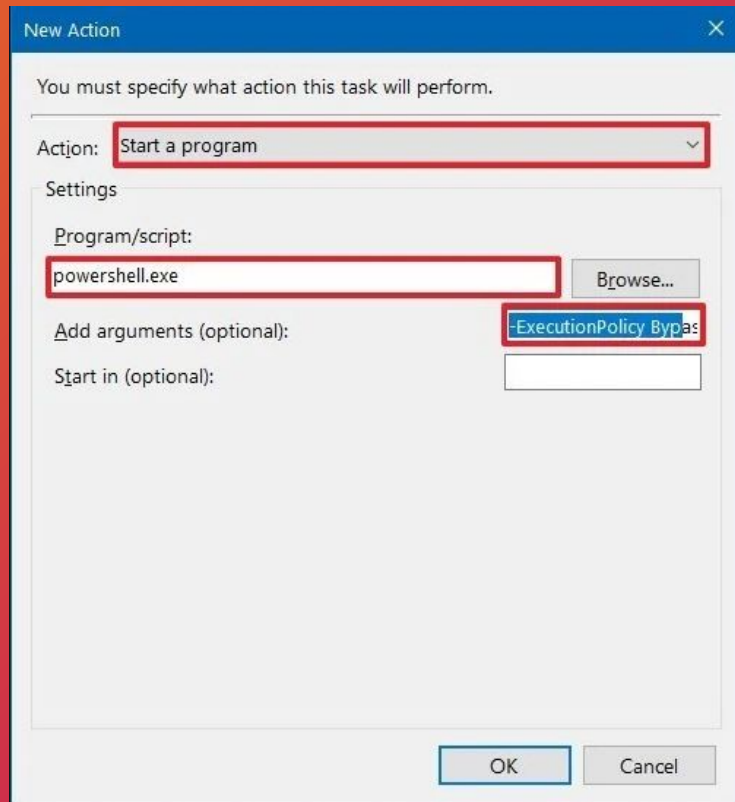 New Action
You must specify what action this task will perform.
Action: Start a program
Settings
Program/script:
powershell.exe Browse...
Add arguments (optional): -ExecutionPolicy Bypas
Start in (optional):
OK Cancel